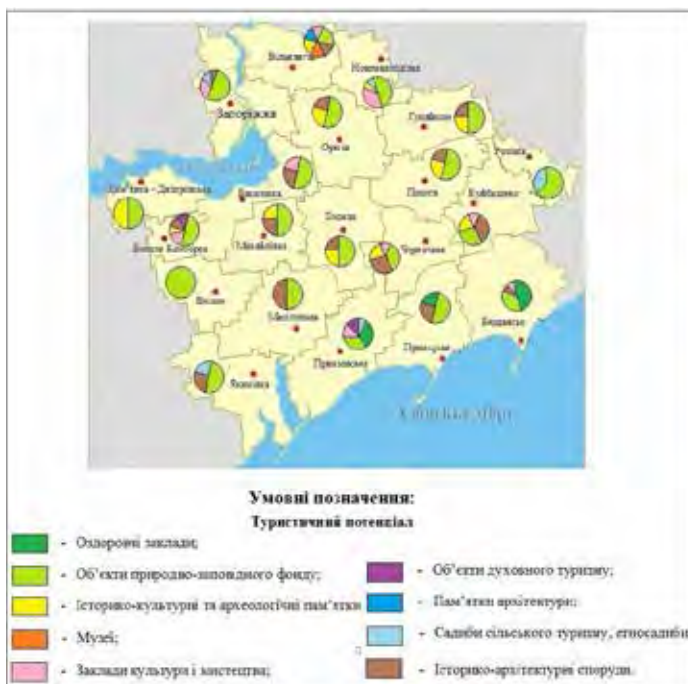 Вільнянськ
Новомиколаївка
Запоріжжя
Гуляйполе
Оріхів
Розівка
Пологи
Куйбишеве
Кам'янка - Дніпровська
Василівка
Велика Білозерка
Михайлівка
Токмак
Чернігівка
Веселе
Мелітополь
Бердянськ
Приазовське
Приморськ
Якимівка
Азовське море
Умовні позначення:
Туристичний потенціал
- Оздоровчі заклади;
- Об'єкти природно-заповідного фонду;
- Історико-культурні та археологічні пам'ятки
- Музеї;
- Заклади культури і мистецтва;
- Об'єкти духовного туризму;
- Пам'ятки архітектури;
- Садиби сільського туризму, етносадиби
- Історико-архітектурні споруди.